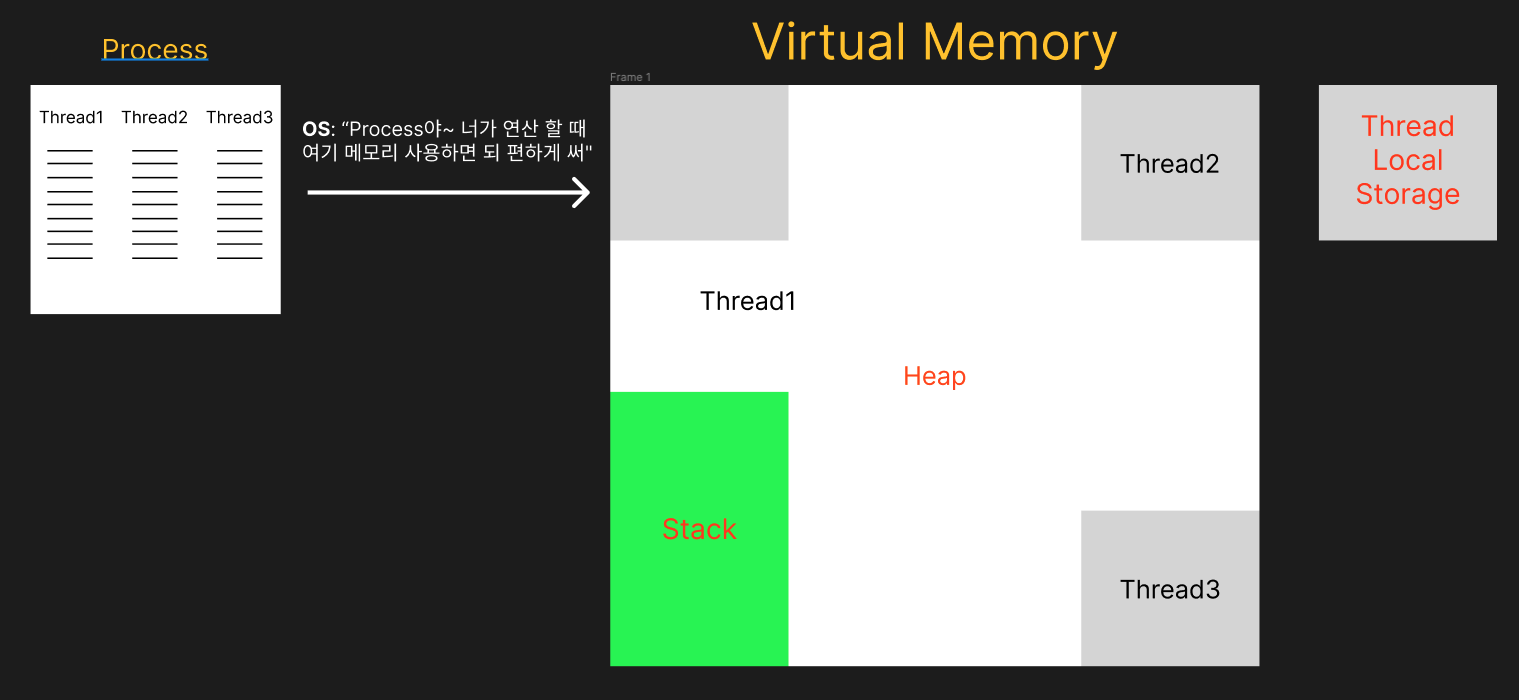 Process
Virtual Memory
Frame 1
Thread1 Thread2 Thread3
OS: “Process야~ 너가 연산 할 때
여기 메모리 사용하면 되 편하게 써"
Thread2
Thread
Local
Storage
Thread1
Heap
Stack
Thread3